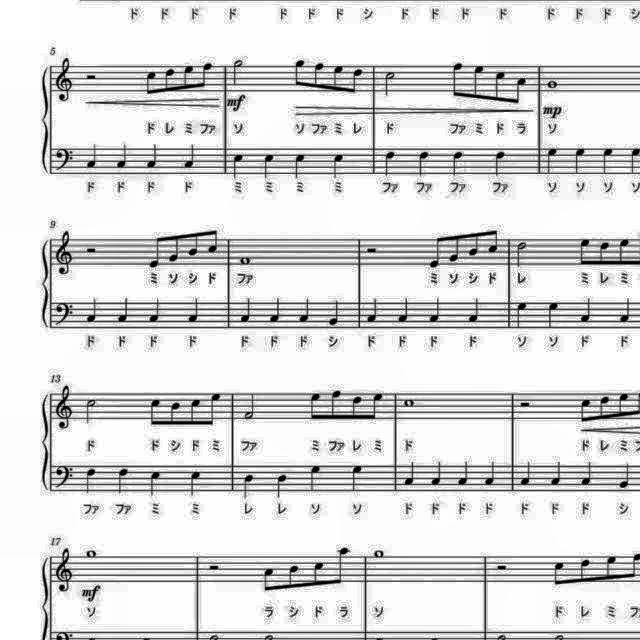 ド ド ド ド ド ド ド シ ド ド ド ド ド ド ド シ
5
mf mp
ド レ ミ ファ ソ ソ ファ ミ レ ド ファ ミ ド ラ ソ
ド ド ド ド ミ ミ ミ ミ ファ ファ ファ ファ ソ ソ ソ ソ
9
ミ ソ シ ド ファ ミ ソ シ ド レ ミ レ ミ
ド ド ド ド ド ド ド シ ド ド ド ド ソ ソ ド ド
13
ド ド シ ド ミ ファ ミ ファ レ ミ ド ド レ ミ
ファ ファ ミ ミ レ レ ソ ソ ド ド ド ド ド ド ド シ
17
mf
ソ ラ シ ド ラ ソ ド レ ミ ファ